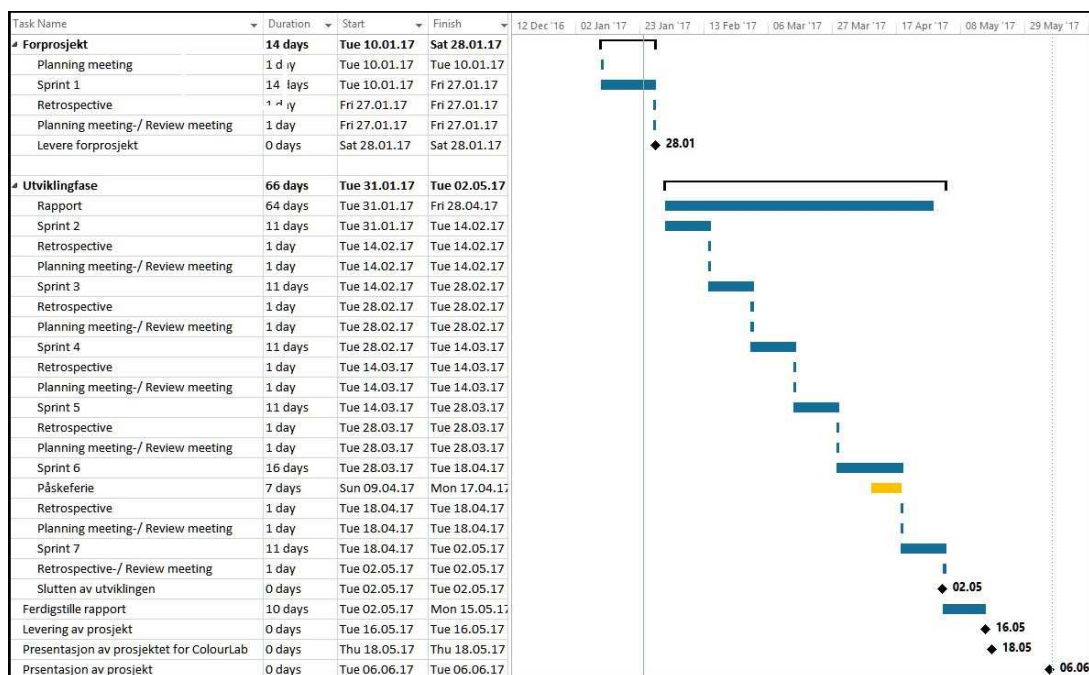 Task Name Duration Start Finish 12 Dec '16 02 Jan '17 23 Jan '17 13 Feb '17 06 Mar '17 27 Mar '17 17 Apr '17 08 May '17 29 May '17
Forprosjekt 14 days Tue 10.01.17 Sat 28.01.17
Planning meeting 1 day Tue 10.01.17 Tue 10.01.17
Sprint 1 14 days Tue 10.01.17 Fri 27.01.17
Retrospective 1 day Fri 27.01.17 Fri 27.01.17
Planning meeting-/ Review meeting 1 day Fri 27.01.17 Fri 27.01.17
Levere forprosjekt 0 days Sat 28.01.17 Sat 28.01.17 28.01
Utviklingfase 66 days Tue 31.01.17 Tue 02.05.17
Rapport 64 days Tue 31.01.17 Fri 28.04.17
Sprint 2 11 days Tue 31.01.17 Tue 14.02.17
Retrospective 1 day Tue 14.02.17 Tue 14.02.17
Planning meeting-/ Review meeting 1 day Tue 14.02.17 Tue 14.02.17
Sprint 3 11 days Tue 14.02.17 Tue 28.02.17
Retrospective 1 day Tue 28.02.17 Tue 28.02.17
Planning meeting-/ Review meeting 1 day Tue 28.02.17 Tue 28.02.17
Sprint 4 11 days Tue 28.02.17 Tue 14.03.17
Retrospective 1 day Tue 14.03.17 Tue 14.03.17
Planning meeting-/ Review meeting 1 day Tue 14.03.17 Tue 14.03.17
Sprint 5 11 days Tue 14.03.17 Tue 28.03.17
Retrospective 1 day Tue 28.03.17 Tue 28.03.17
Planning meeting-/ Review meeting 1 day Tue 28.03.17 Tue 28.03.17
Sprint 6 16 days Tue 28.03.17 Tue 18.04.17
Påskeferie 7 days Sun 09.04.17 Mon 17.04.17
Retrospective 1 day Tue 18.04.17 Tue 18.04.17
Planning meeting-/ Review meeting 1 day Tue 18.04.17 Tue 18.04.17
Sprint 7 11 days Tue 18.04.17 Tue 02.05.17
Retrospective-/ Review meeting 1 day Tue 02.05.17 Tue 02.05.17
Slutten av utviklingen 0 days Tue 02.05.17 Tue 02.05.17 02.05
Ferdigstille rapport 10 days Tue 02.05.17 Mon 15.05.17
Levering av prosjekt 0 days Tue 16.05.17 Tue 16.05.17 16.05
Presentasjon av prosjektet for ColourLab 0 days Thu 18.05.17 Thu 18.05.17 18.05
Prsentasjon av prosjekt 0 days Tue 06.06.17 Tue 06.06.17 06.06